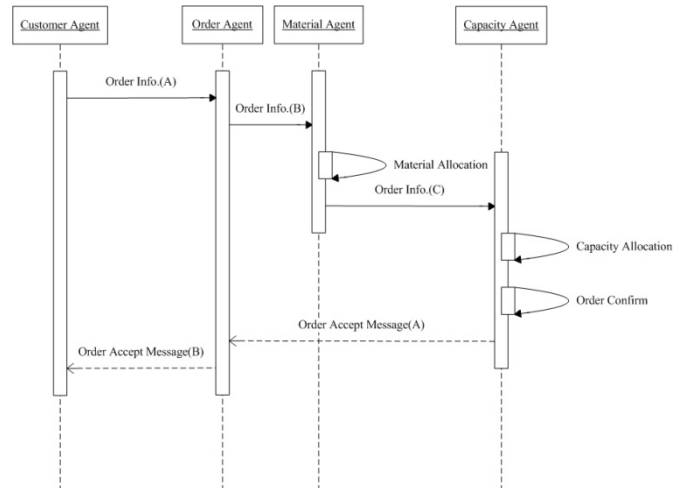 Customer Agent
Order Agent
Material Agent
Capacity Agent
Order Info.(A)
Order Info.(B)
Material Allocation
Order Info.(C)
Capacity Allocation
Order Confirm
Order Accept Message(A)
Order Accept Message(B)